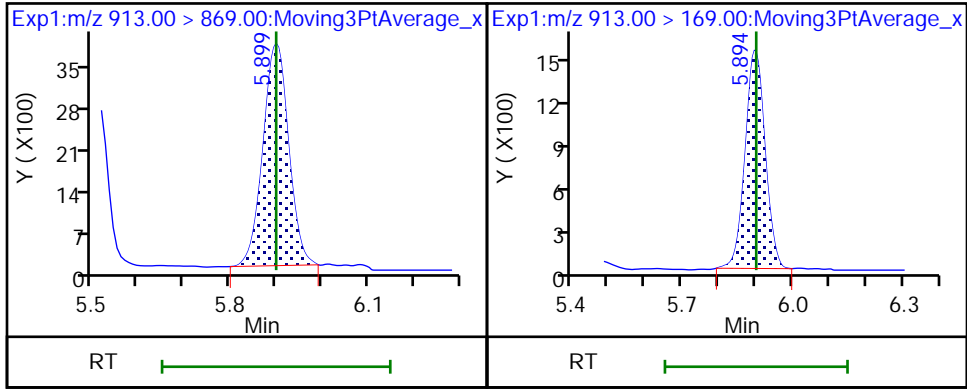 Exp1:m/z 913.00 > 869.00:Moving3PtAverage_x
5.899
35
28
21
14
7
0
Y ( X100)
5.5 5.8 6.1
Min
RT
Exp1:m/z 913.00 > 169.00:Moving3PtAverage_x
5.894
15
12
9
6
3
0
Y ( X100)
5.4 5.7 6.0 6.3
Min
RT